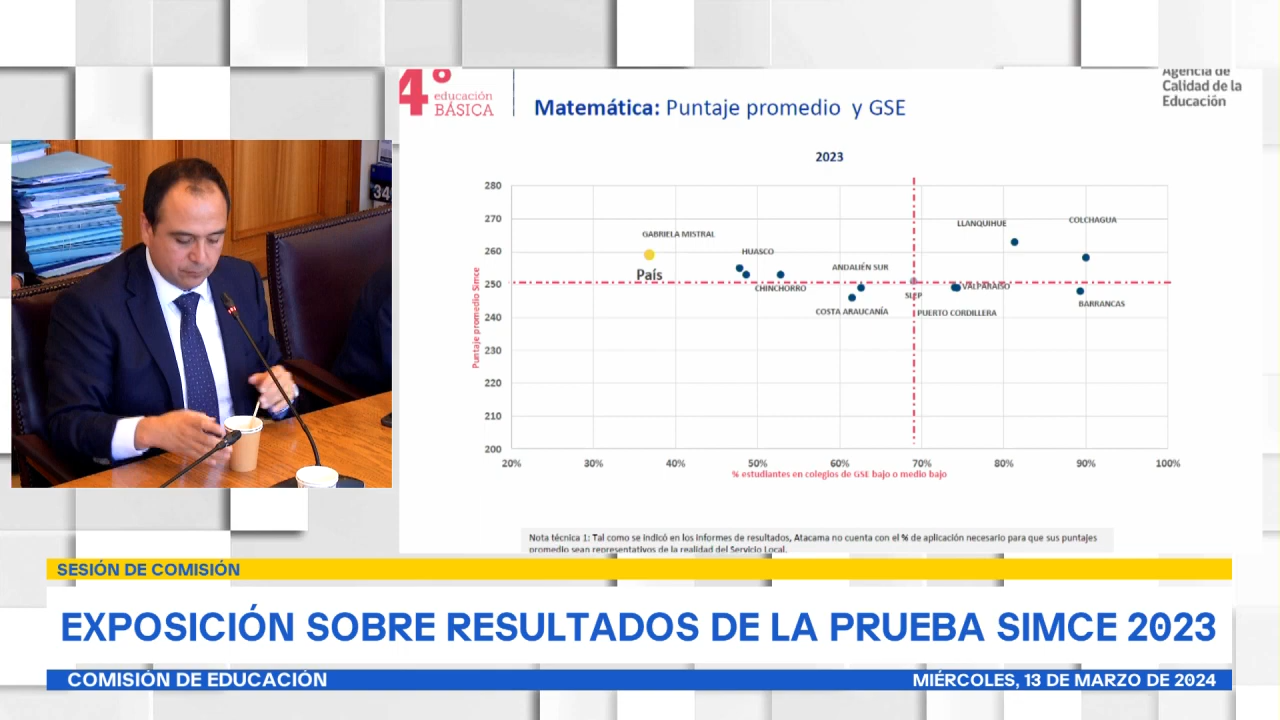 4° educación
BÁSICA
Matemática: Puntaje promedio y GSE
Agencia de
Calidad de la
Educación
2023
280
270
260
250
240
230
220
210
200
Puntaje promedio Simce
GABRIELA MISTRAL
País
HUASCO
CHINCHORRO
ANDALIÉN SUR
COSTA ARAUCANÍA
SLEP
LLANQUIHUE
COLCHAGUA
VALPARAÍSO
PUERTO CORDILLERA
BARRANCAS
20% 30% 40% 50% 60% 70% 80% 90% 100%
% estudiantes en colegios de GSE bajo o medio bajo
Nota técnica 1: Tal como se indicó en los informes de resultados, Atacama no cuenta con el % de aplicación necesario para que sus puntajes
promedio sean representativos de la realidad del Servicio Local.
SESIÓN DE COMISIÓN
EXPOSICIÓN SOBRE RESULTADOS DE LA PRUEBA SIMCE 2023
COMISIÓN DE EDUCACIÓN
MIÉRCOLES, 13 DE MARZO DE 2024